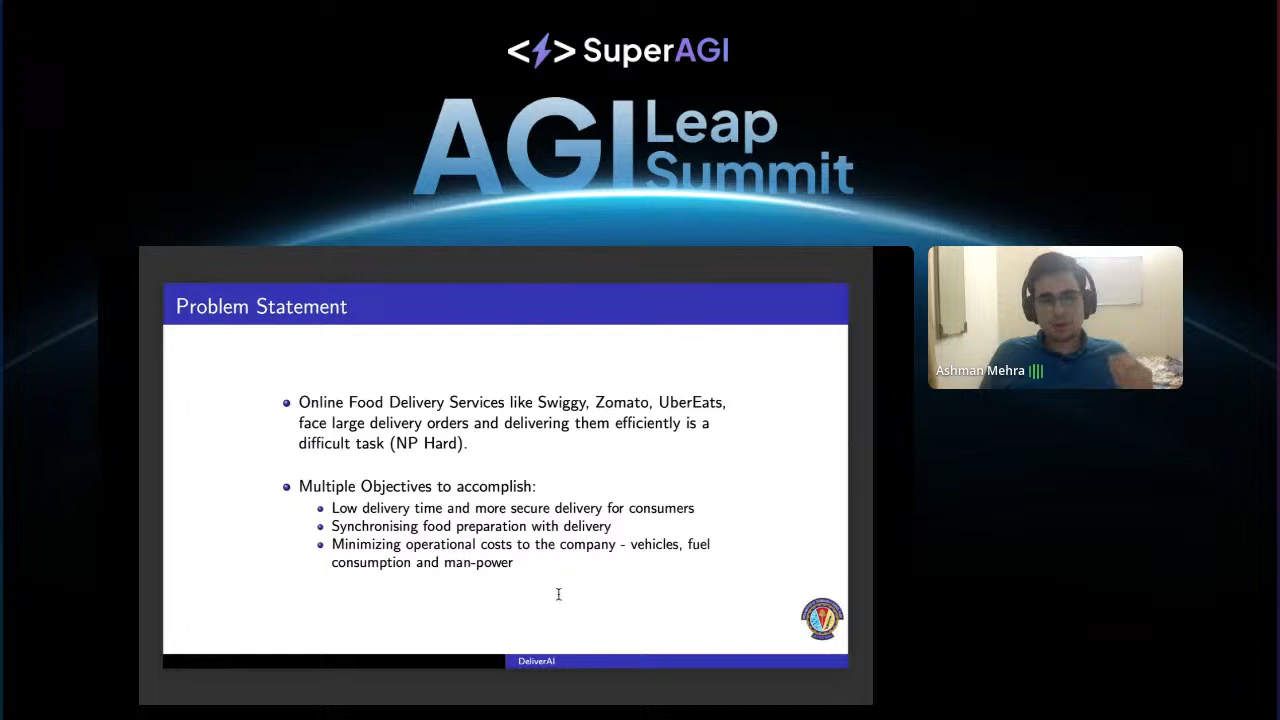 <⚡> SuperAGI
AGI Leap
Summit
Problem Statement
Online Food Delivery Services like Swiggy, Zomato, UberEats,
face large delivery orders and delivering them efficiently is a
difficult task (NP Hard).
Multiple Objectives to accomplish:
Low delivery time and more secure delivery for consumers
Synchronising food preparation with delivery
Minimizing operational costs to the company - vehicles, fuel
consumption and man-power
DeliverAI
Ashman Mehra